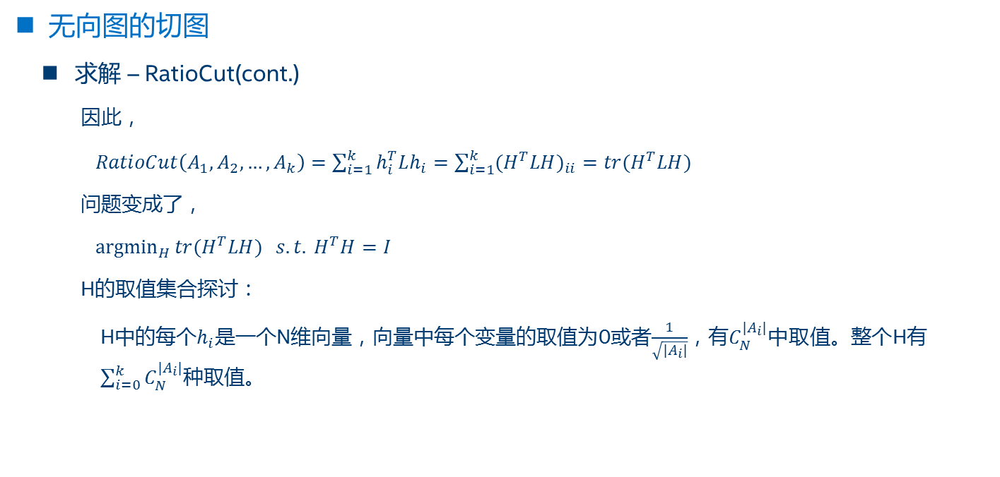 ■ 无向图的切图
■ 求解 – RatioCut(cont.)
因此，
$RatioCut(A_1, A_2, \ldots, A_k) = \sum_{i=1}^{k} h_i^T L h_i = \sum_{i=1}^{k} (H^T L H)_{ii} = tr(H^T L H)$
问题变成了，
$\mathrm{argmin}_H \, tr(H^T L H) \quad s.t. \; H^T H = I$
H的取值集合探讨：
H中的每个$h_i$是一个N维向量，向量中每个变量的取值为0或者$\frac{1}{\sqrt{|A_i|}}$，有$C_N^{|A_i|}$中取值。整个H有
$\sum_{i=0}^{k} C_N^{|A_i|}$种取值。